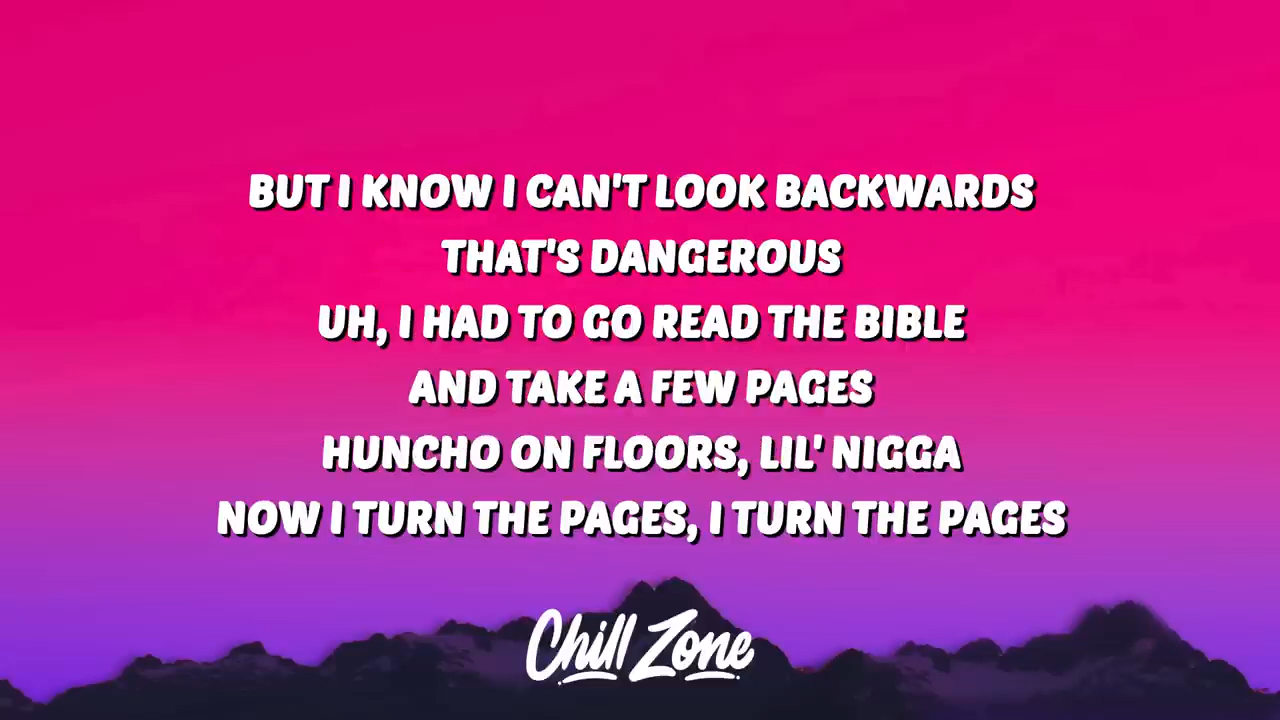 BUT I KNOW I CAN'T LOOK BACKWARDS
THAT'S DANGEROUS
UH, I HAD TO GO READ THE BIBLE
AND TAKE A FEW PAGES
HUNCHO ON FLOORS, LIL' NIGGA
NOW I TURN THE PAGES, I TURN THE PAGES
Chill Zone